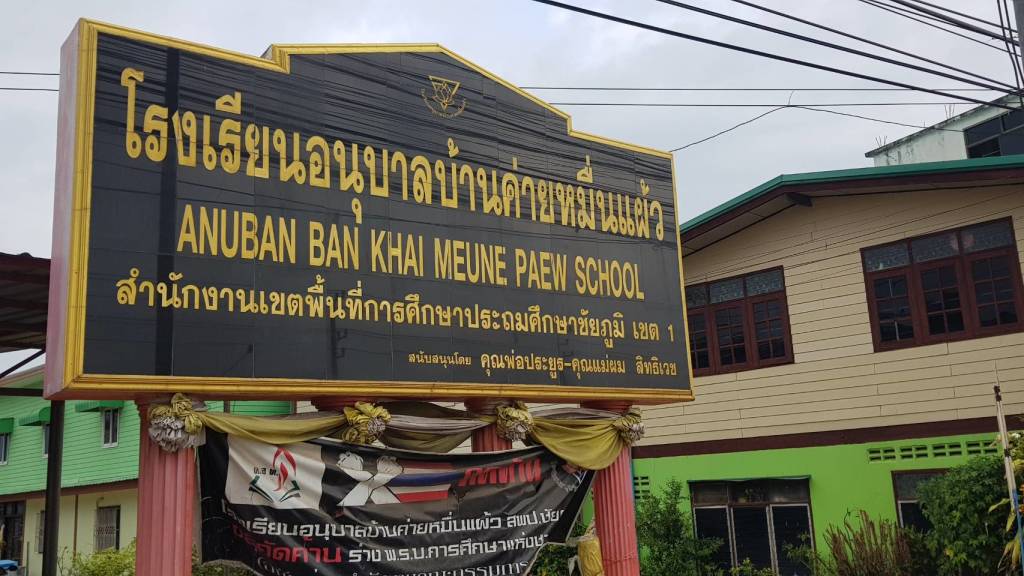 โรงเรียนอนุบาลบ้านค่ายหมื่นแผ้ว
ANUBAN BAN KHAI MEUNE PAEW SCHOOL
สำนักงานเขตพื้นที่การศึกษาประถมศึกษาชัยภูมิ เขต 1
สนับสนุนโดย คุณพ่อประยูร-คุณแม่ผม สิทธิเวช
โรงเรียนอนุบาลบ้านค่ายหมื่นแผ้ว สพป.ชัย
คัดค้าน ร่าง พ.ร.บ.การศึกษาแห่ง